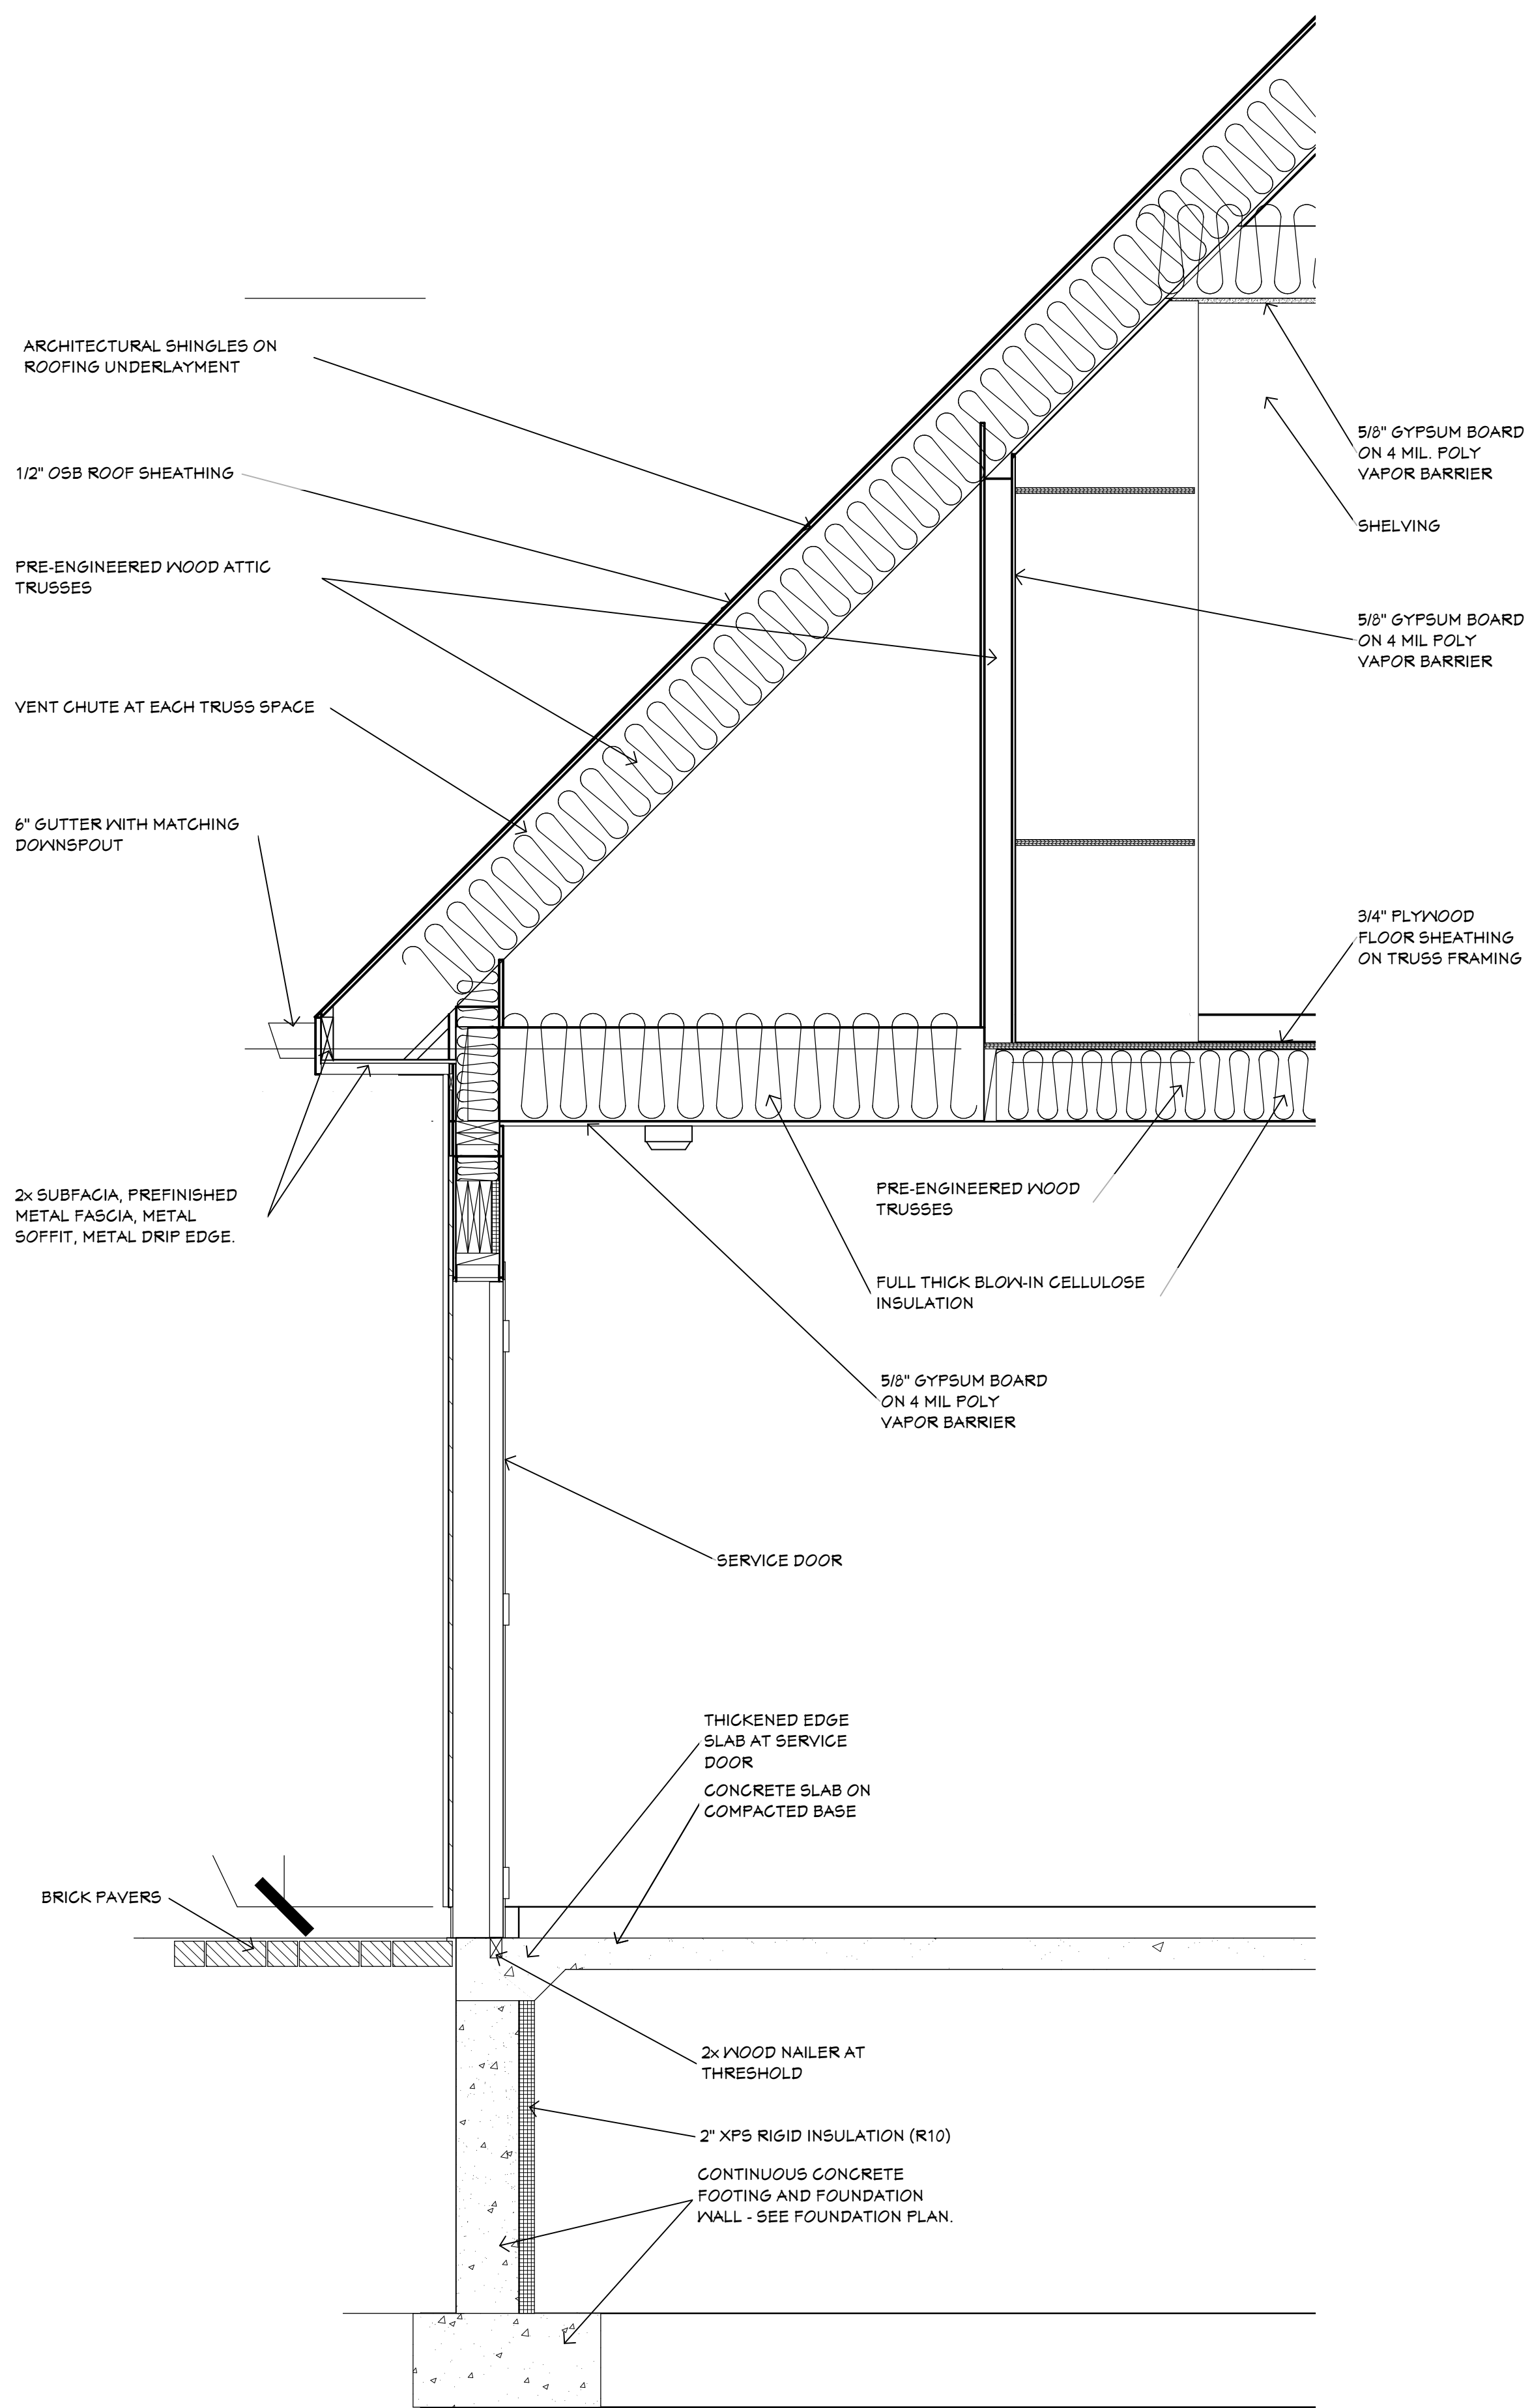 ARCHITECTURAL SHINGLES ON
ROOFING UNDERLAYMENT
1/2" OSB ROOF SHEATHING
PRE-ENGINEERED WOOD ATTIC
TRUSSES
VENT CHUTE AT EACH TRUSS SPACE
6" GUTTER WITH MATCHING
DOWNSPOUT
2x SUBFACIA, PREFINISHED
METAL FASCIA, METAL
SOFFIT, METAL DRIP EDGE.
5/8" GYPSUM BOARD
ON 4 MIL. POLY
VAPOR BARRIER
SHELVING
5/8" GYPSUM BOARD
ON 4 MIL POLY
VAPOR BARRIER
3/4" PLYWOOD
FLOOR SHEATHING
ON TRUSS FRAMING
PRE-ENGINEERED WOOD
TRUSSES
FULL THICK BLOW-IN CELLULOSE
INSULATION
5/8" GYPSUM BOARD
ON 4 MIL POLY
VAPOR BARRIER
SERVICE DOOR
THICKENED EDGE
SLAB AT SERVICE
DOOR
CONCRETE SLAB ON
COMPACTED BASE
BRICK PAVERS
2x WOOD NAILER AT
THRESHOLD
2" XPS RIGID INSULATION (R10)
CONTINUOUS CONCRETE
FOOTING AND FOUNDATION
WALL - SEE FOUNDATION PLAN.